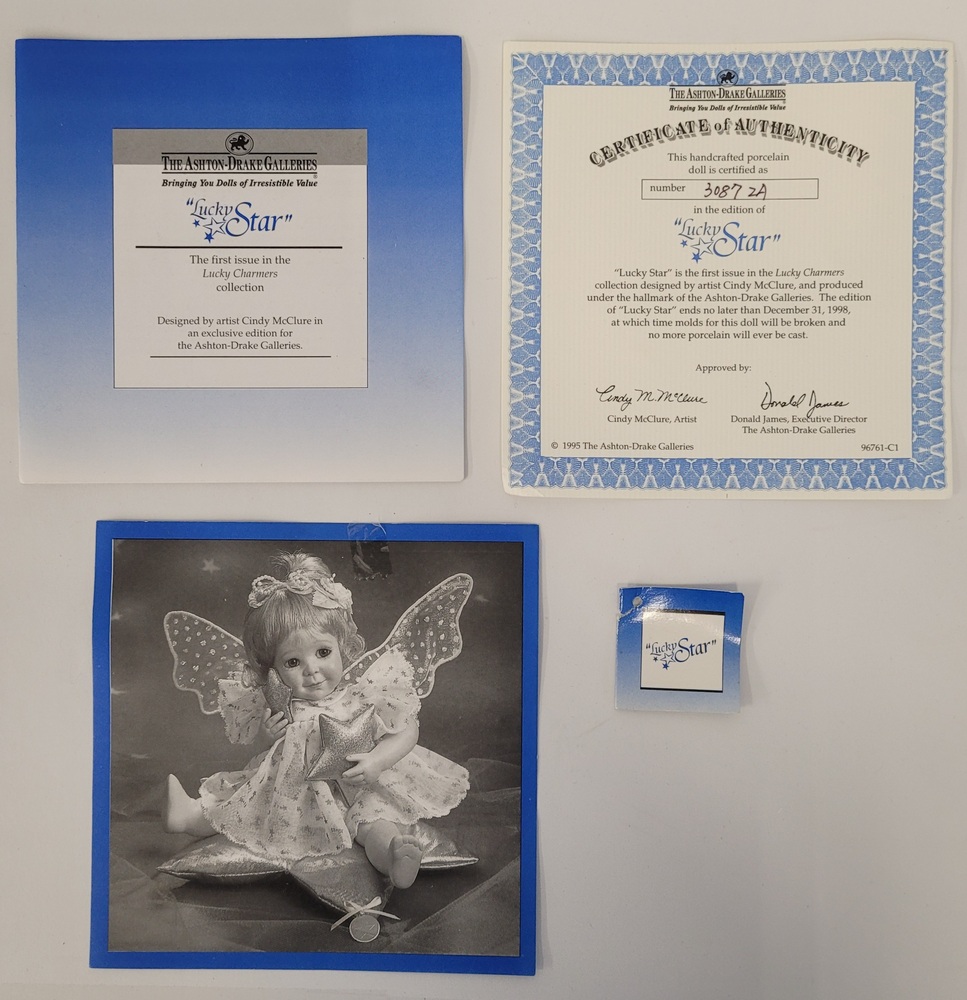 THE ASHTON-DRAKE GALLERIES®
Bringing You Dolls of Irresistible Value
"Lucky Star"
The first issue in the
Lucky Charmers
collection
Designed by artist Cindy McClure in
an exclusive edition for
the Ashton-Drake Galleries.
THE ASHTON-DRAKE GALLERIES
Bringing You Dolls of Irresistible Value
CERTIFICATE of AUTHENTICITY
This handcrafted porcelain
doll is certified as
number 3087 2A
in the edition of
"Lucky Star"
"Lucky Star" is the first issue in the Lucky Charmers
collection designed by artist Cindy McClure, and produced
under the hallmark of the Ashton-Drake Galleries. The edition
of "Lucky Star" ends no later than December 31, 1998,
at which time molds for this doll will be broken and
no more porcelain will ever be cast.
Approved by:
Cindy M. McClure Donald James
Cindy McClure, Artist Donald James, Executive Director
The Ashton-Drake Galleries
© 1995 The Ashton-Drake Galleries 96761-C1
"Lucky Star"